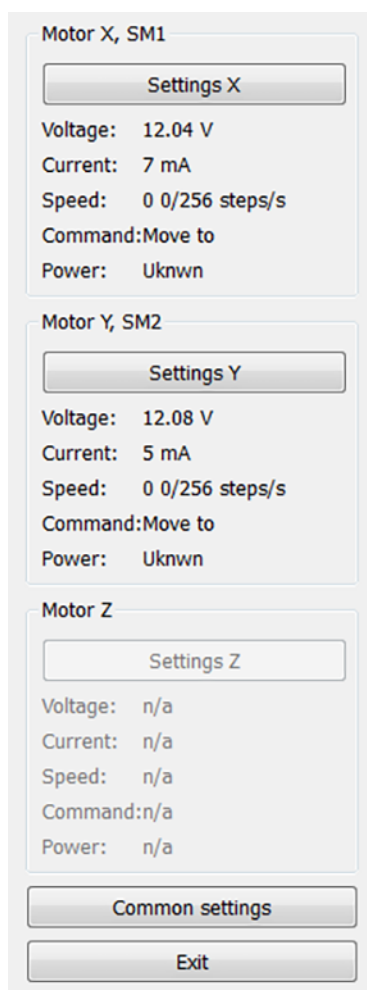 Motor X, SM1
Settings X
Voltage: 12.04 V
Current: 7 mA
Speed: 0 0/256 steps/s
Command:Move to
Power: Uknwn
Motor Y, SM2
Settings Y
Voltage: 12.08 V
Current: 5 mA
Speed: 0 0/256 steps/s
Command:Move to
Power: Uknwn
Motor Z
Settings Z
Voltage: n/a
Current: n/a
Speed: n/a
Command:n/a
Power: n/a
Common settings
Exit